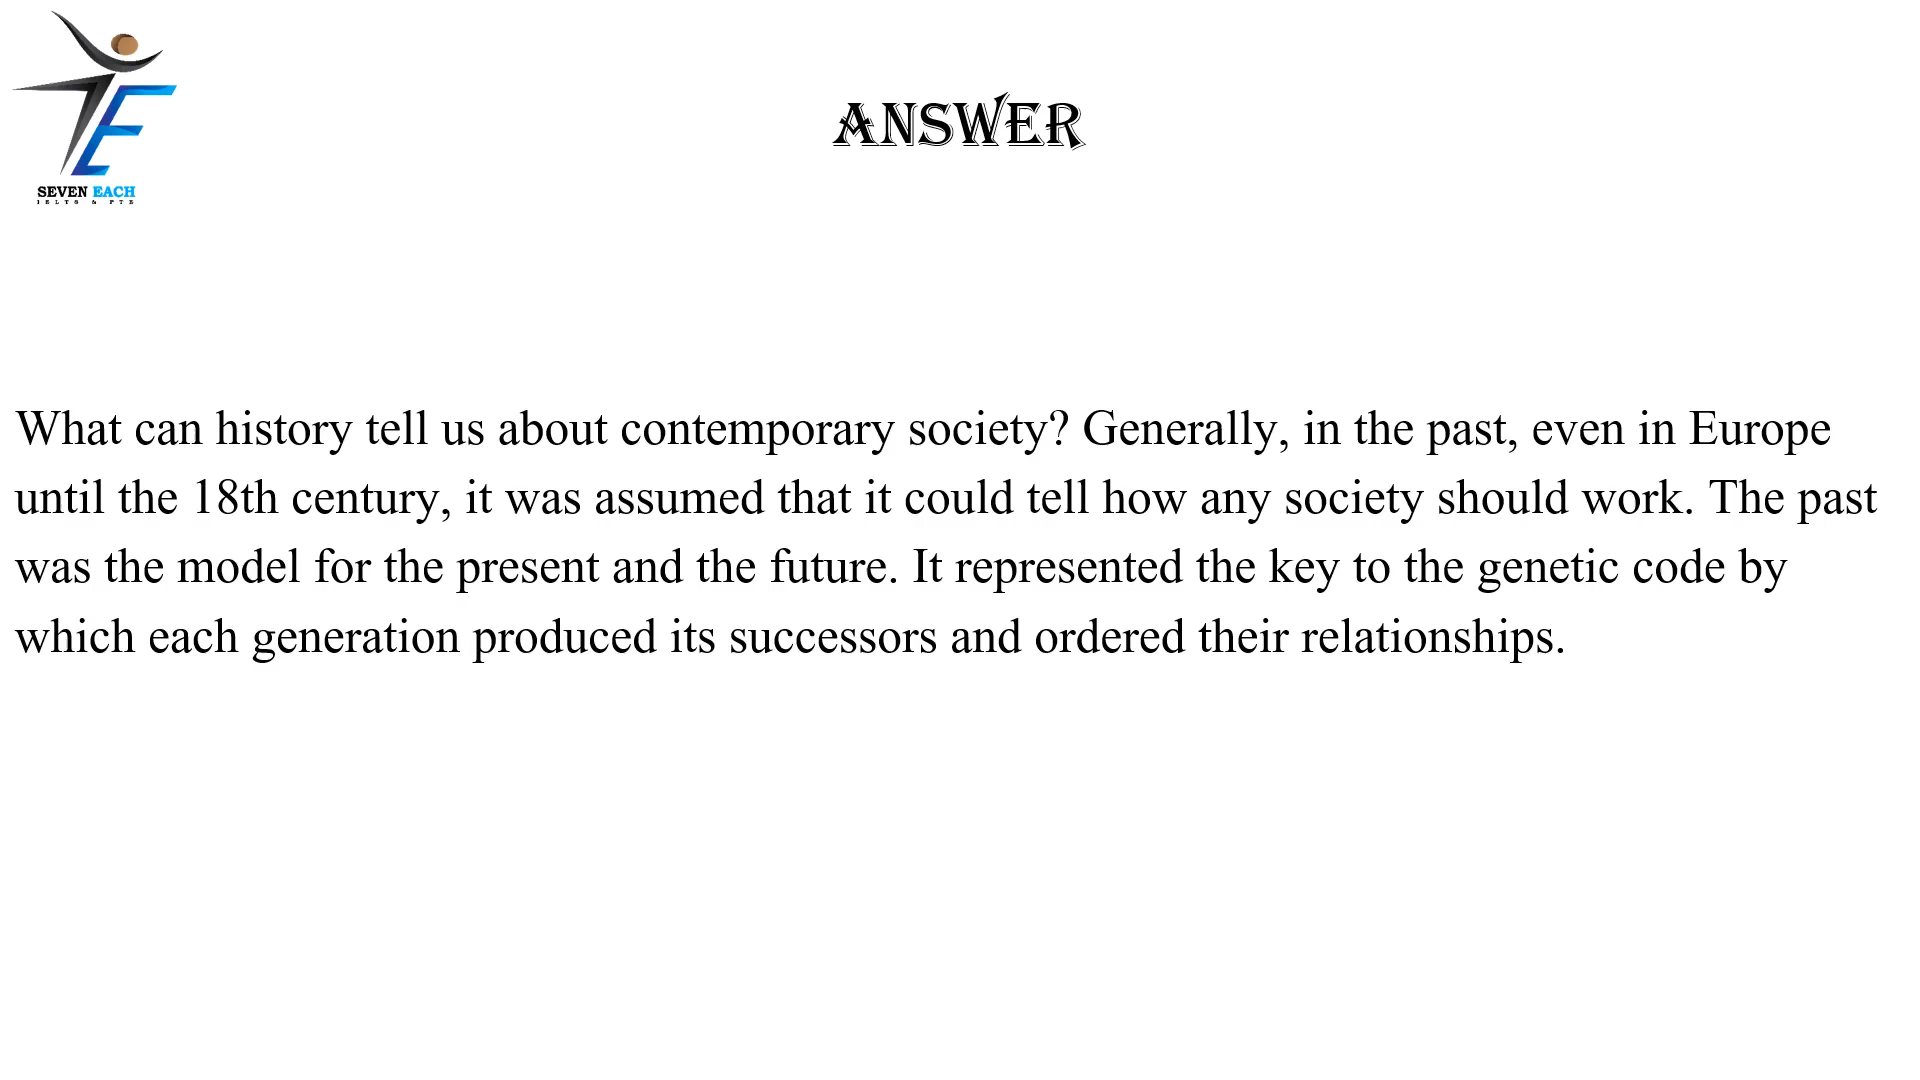 ANSWER
SEVEN EACH
IELTS & PTE
What can history tell us about contemporary society? Generally, in the past, even in Europe
until the 18th century, it was assumed that it could tell how any society should work. The past
was the model for the present and the future. It represented the key to the genetic code by
which each generation produced its successors and ordered their relationships.